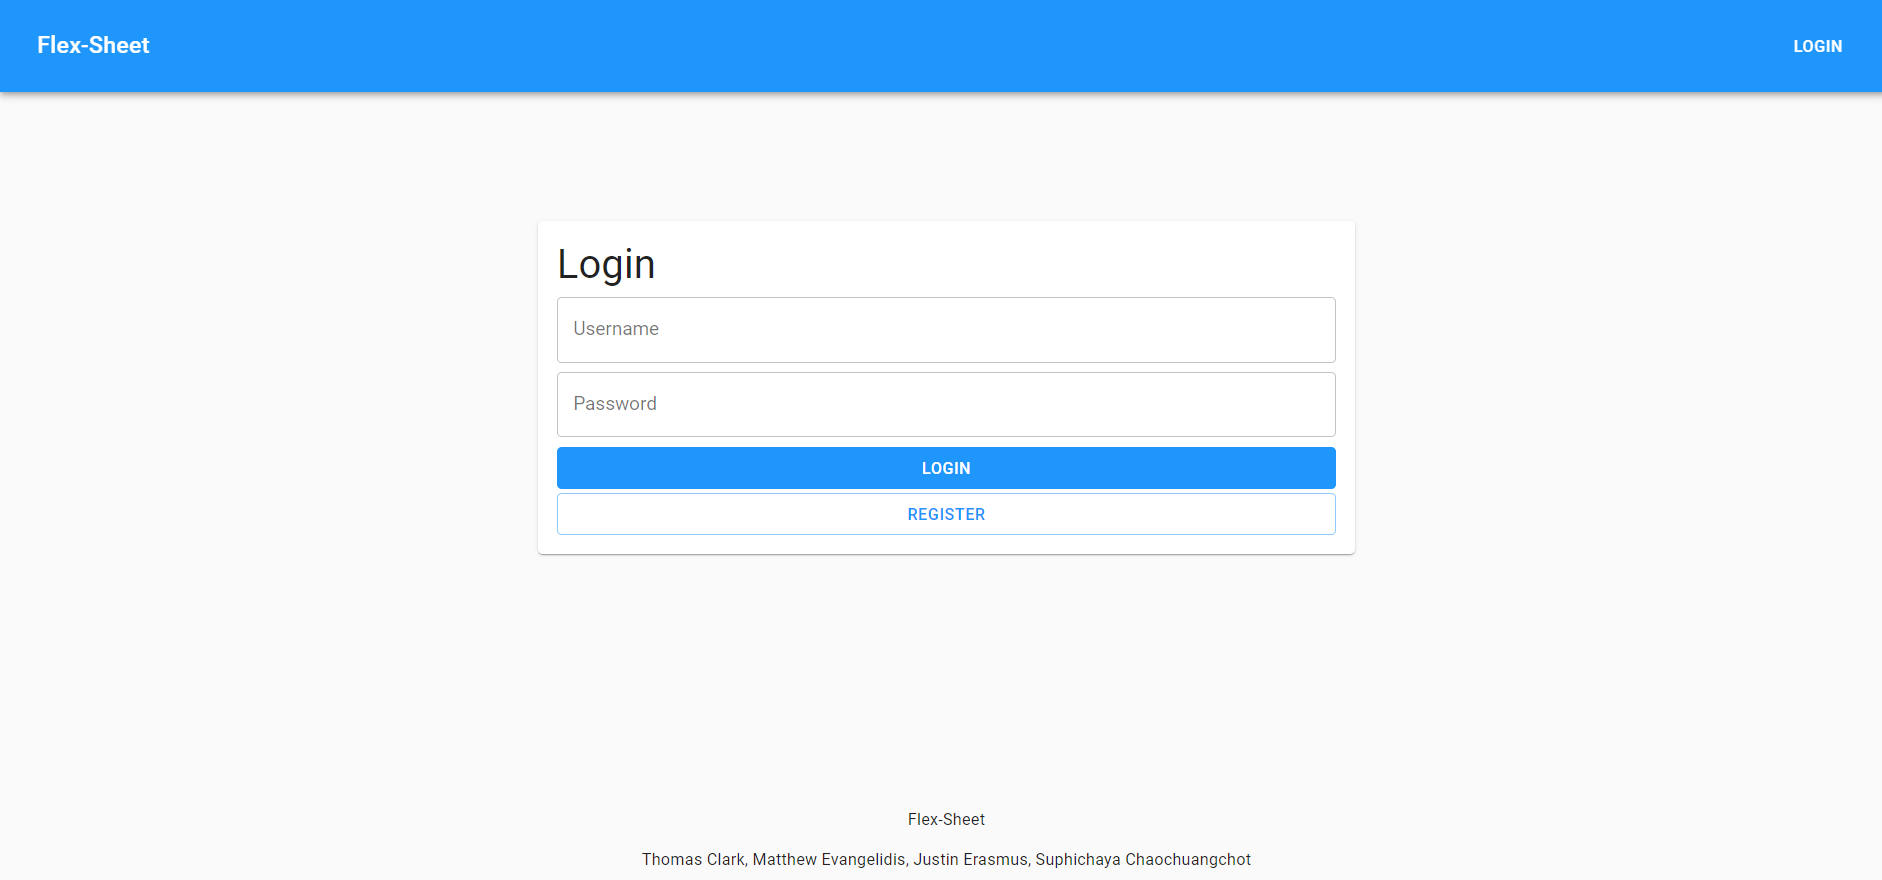 Flex-Sheet
LOGIN
Login
Username
Password
LOGIN
REGISTER
Flex-Sheet
Thomas Clark, Matthew Evangelidis, Justin Erasmus, Suphichaya Chaochuangchot